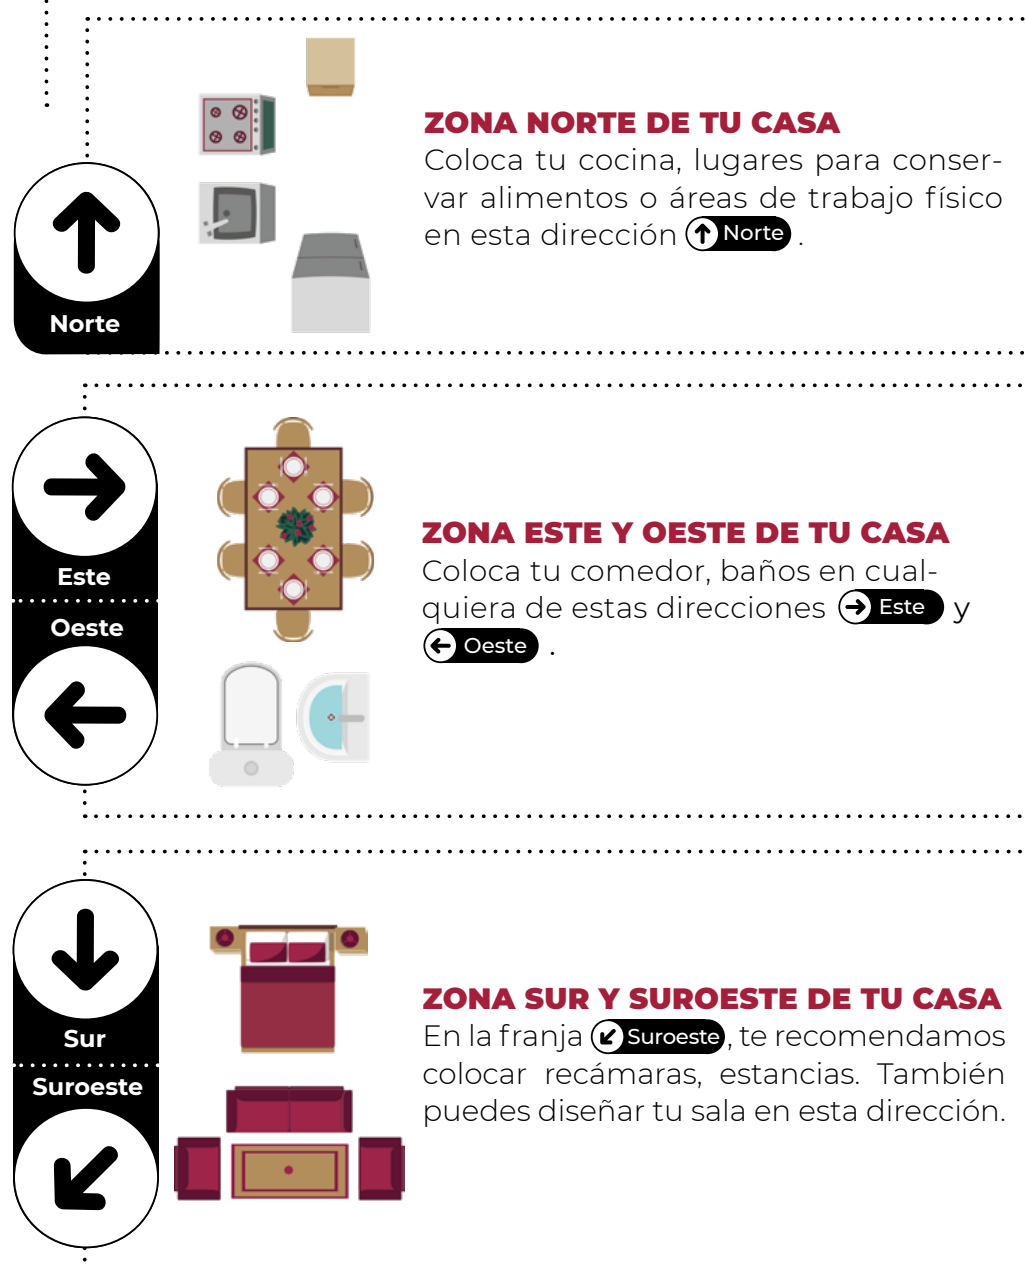 ZONA NORTE DE TU CASA
Coloca tu cocina, lugares para conser-
var alimentos o áreas de trabajo físico
en esta dirección Norte .
Norte
Este
Oeste
ZONA ESTE Y OESTE DE TU CASA
Coloca tu comedor, baños en cual-
quiera de estas direcciones Este y
Oeste .
Sur
Suroeste
ZONA SUR Y SUROESTE DE TU CASA
En la franja Suroeste, te recomendamos
colocar recámaras, estancias. También
puedes diseñar tu sala en esta dirección.